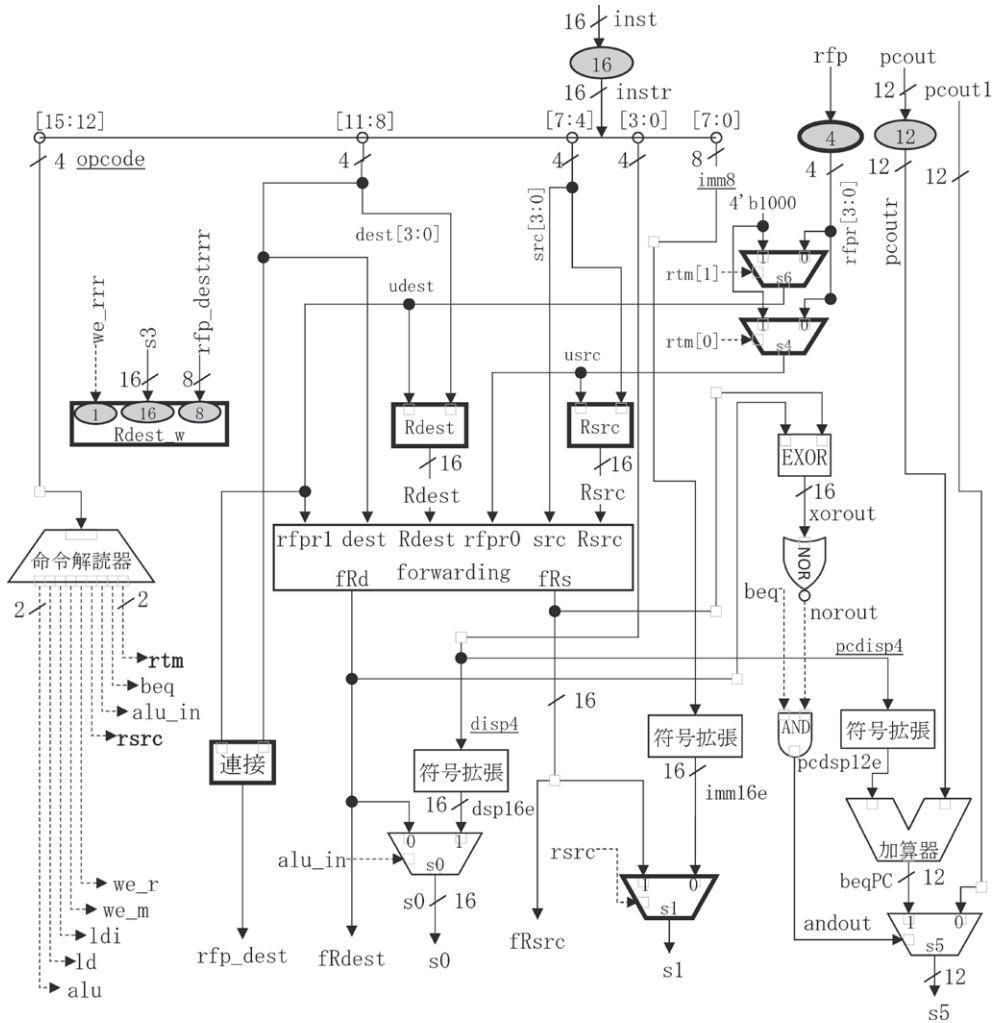 16 inst
16
16 instr
rfp
pcout
12
pcout1
[15:12] [11:8] [7:4] [3:0] [7:0]
4 12
4 opcode 4 4 4 8
4 12 12
imm8
4'b1000
dest[3:0]
src[3:0]
rfpr[3:0]
pcoutr
1 0
rtm[1]
s6
udest
1 0
rtm[0]
s4
usrc
we_rrr
s3
rfp_destrrr
16 8
1 16 8
Rdest_w
Rdest
Rsrc
16 16
Rdest Rsrc
EXOR
16
xorout
rfpr1 dest Rdest rfpr0 src Rsrc
forwarding
fRd fRs
NOR
beq
norout
命令解読器
2 2
rtm
beq
alu_in
rsrc
we_r
we_m
ldi
ld
alu
pcdisp4
16
disp4
AND
符号拡張
符号拡張
符号拡張
連接
pcdsp12e
16 dsp16e
16 imm16e
0 1
alu_in
s0
s0 16
rsrc
1 0
s1
加算器
beqPC 12
andout
1 0
s5
12
rfp_dest
fRdest
s0
fRsrc
s1
s5